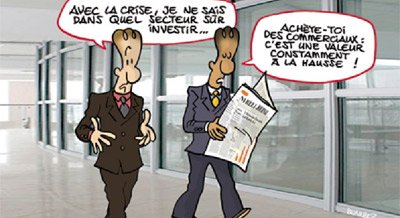 AVEC LA CRISE, JE NE SAIS
DANS QUEL SECTEUR SÛR
INVESTIR...
ACHÈTE-TOI
DES COMMERCIAUX :
C'EST UNE VALEUR
CONSTAMMENT
À LA HAUSSE !